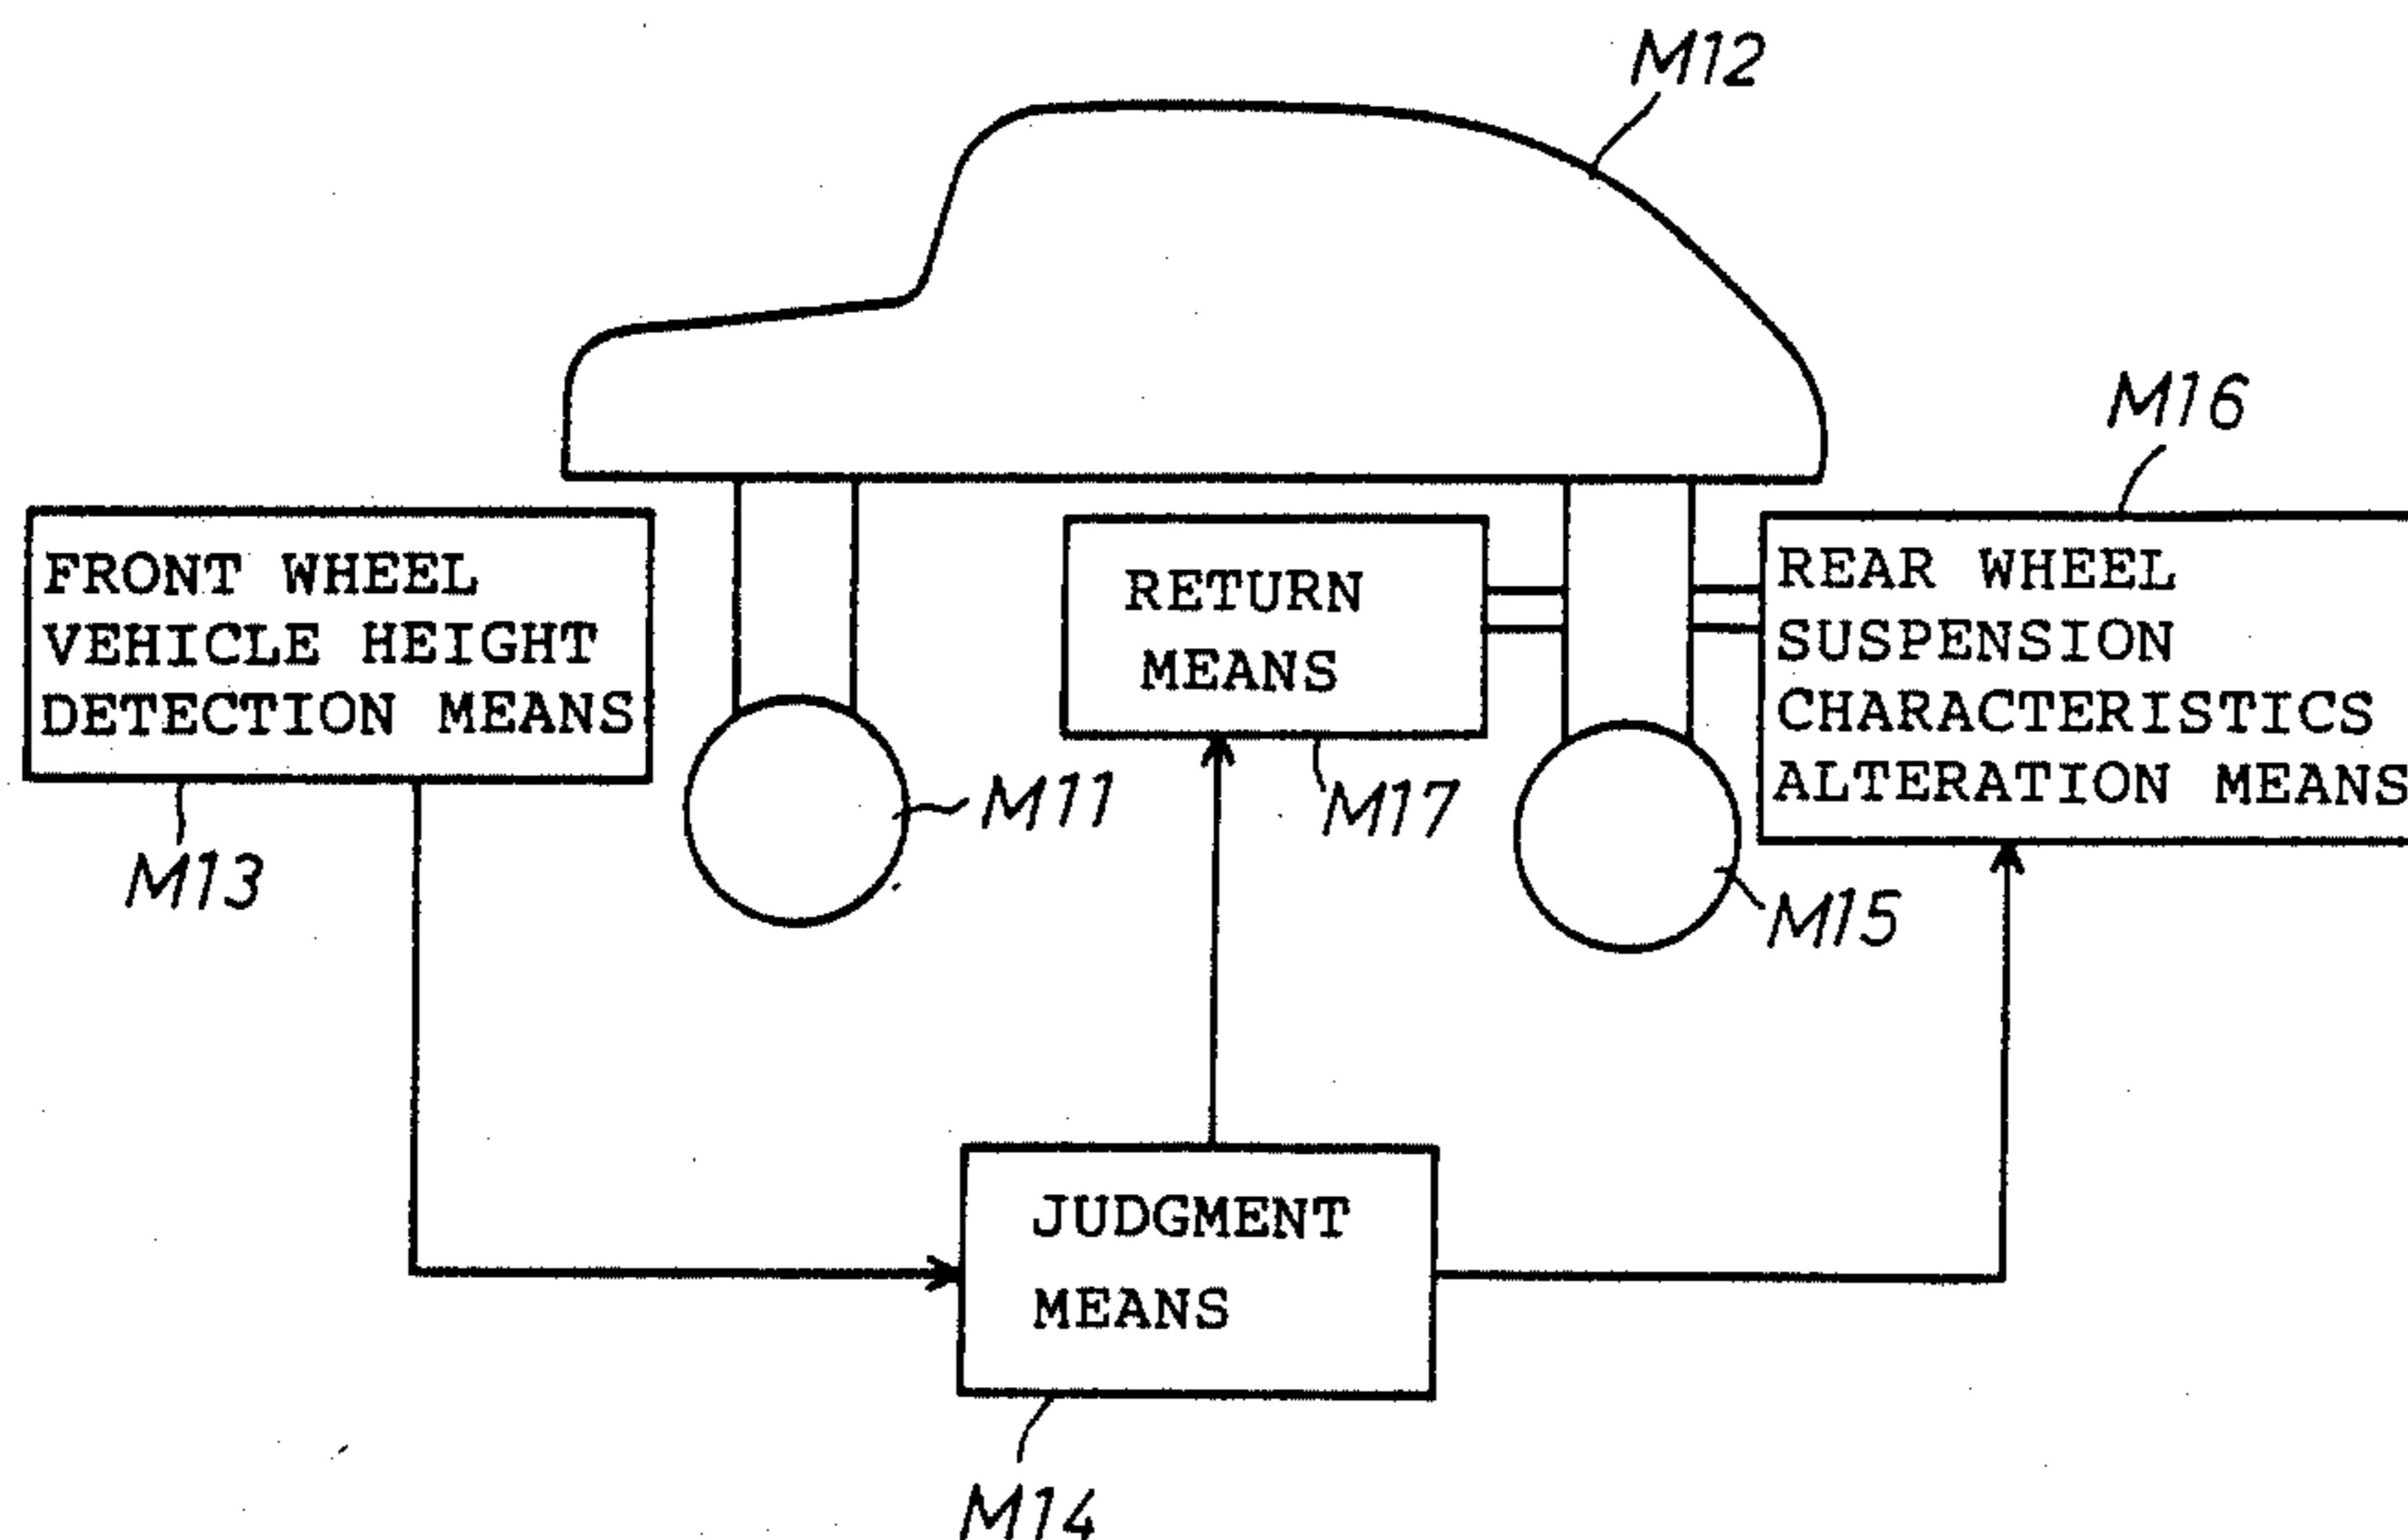 M12
M16
FRONT WHEEL
VEHICLE HEIGHT
DETECTION MEANS
RETURN
MEANS
REAR WHEEL
SUSPENSION
CHARACTERISTICS
ALTERATION MEANS
M13
M11
M17
M15
JUDGMENT
MEANS
M14